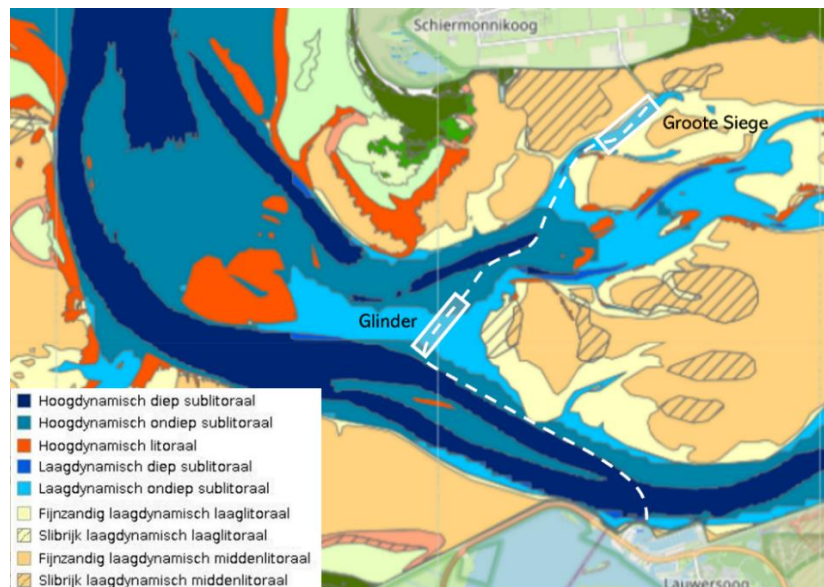 Schiermonnikoog
Groote Siege
Glinder
Hoogdynamisch diep sublitoraal
Hoogdynamisch ondiep sublitoraal
Hoogdynamisch litoraal
Laagdynamisch diep sublitoraal
Laagdynamisch ondiep sublitoraal
Fijnzandig laagdynamisch laaglitoraal
Slibrijk laagdynamisch laaglitoraal
Fijnzandig laagdynamisch middenlitoraal
Slibrijk laagdynamisch middenlitoraal
Lauwersoog